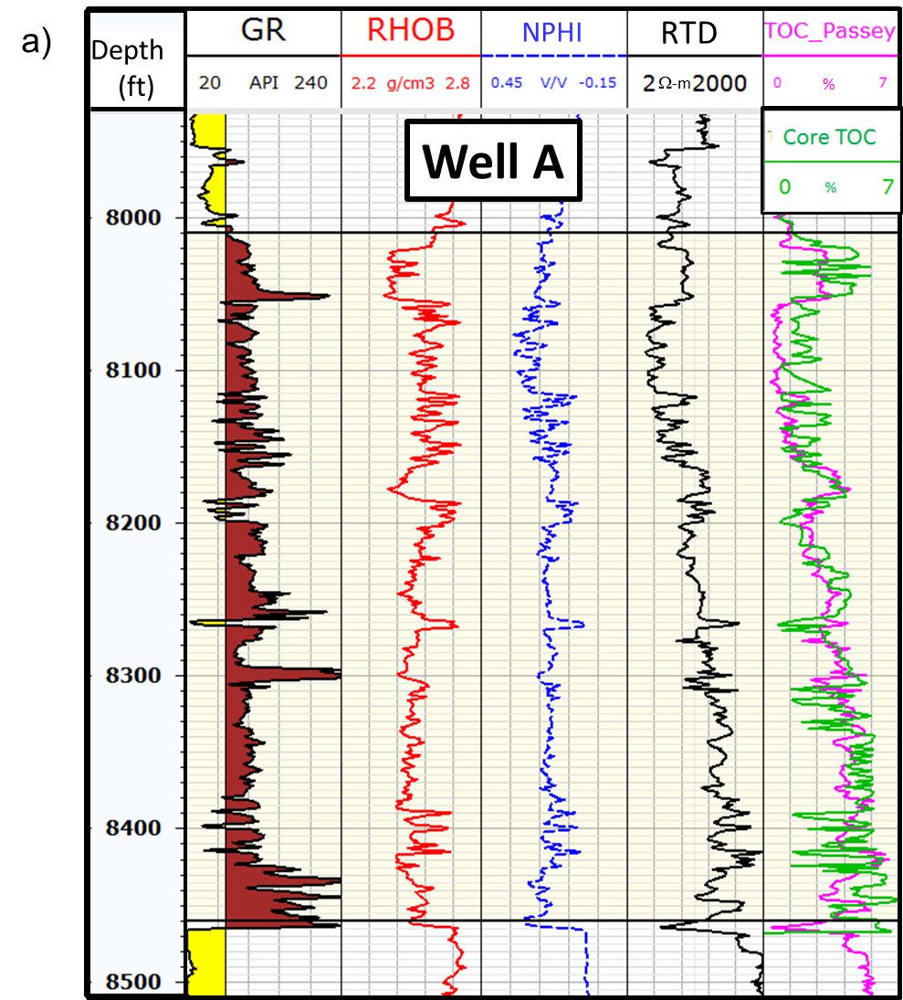 a)
Depth
(ft)
GR
RHOB
NPHI
RTD
TOC_Passey
20 API 240
2.2 g/cm3 2.8
0.45 V/V -0.15
2 Ω-m 2000
0 % 7
Core TOC
0 % 7
Well A
8000
8100
8200
8300
8400
8500